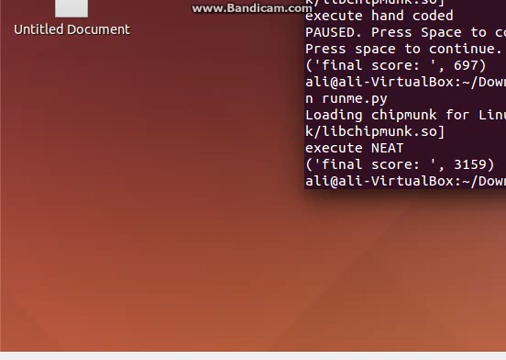 www.Bandicam.com
Untitled Document
k/libchipmunk.so]
execute hand coded
PAUSED. Press Space to co
Press space to continue.
('final score: ', 697)
ali@ali-VirtualBox:~/Dow
n runme.py
Loading chipmunk for Linu
k/libchipmunk.so]
execute NEAT
('final score: ', 3159)
ali@ali-VirtualBox:~/Dow